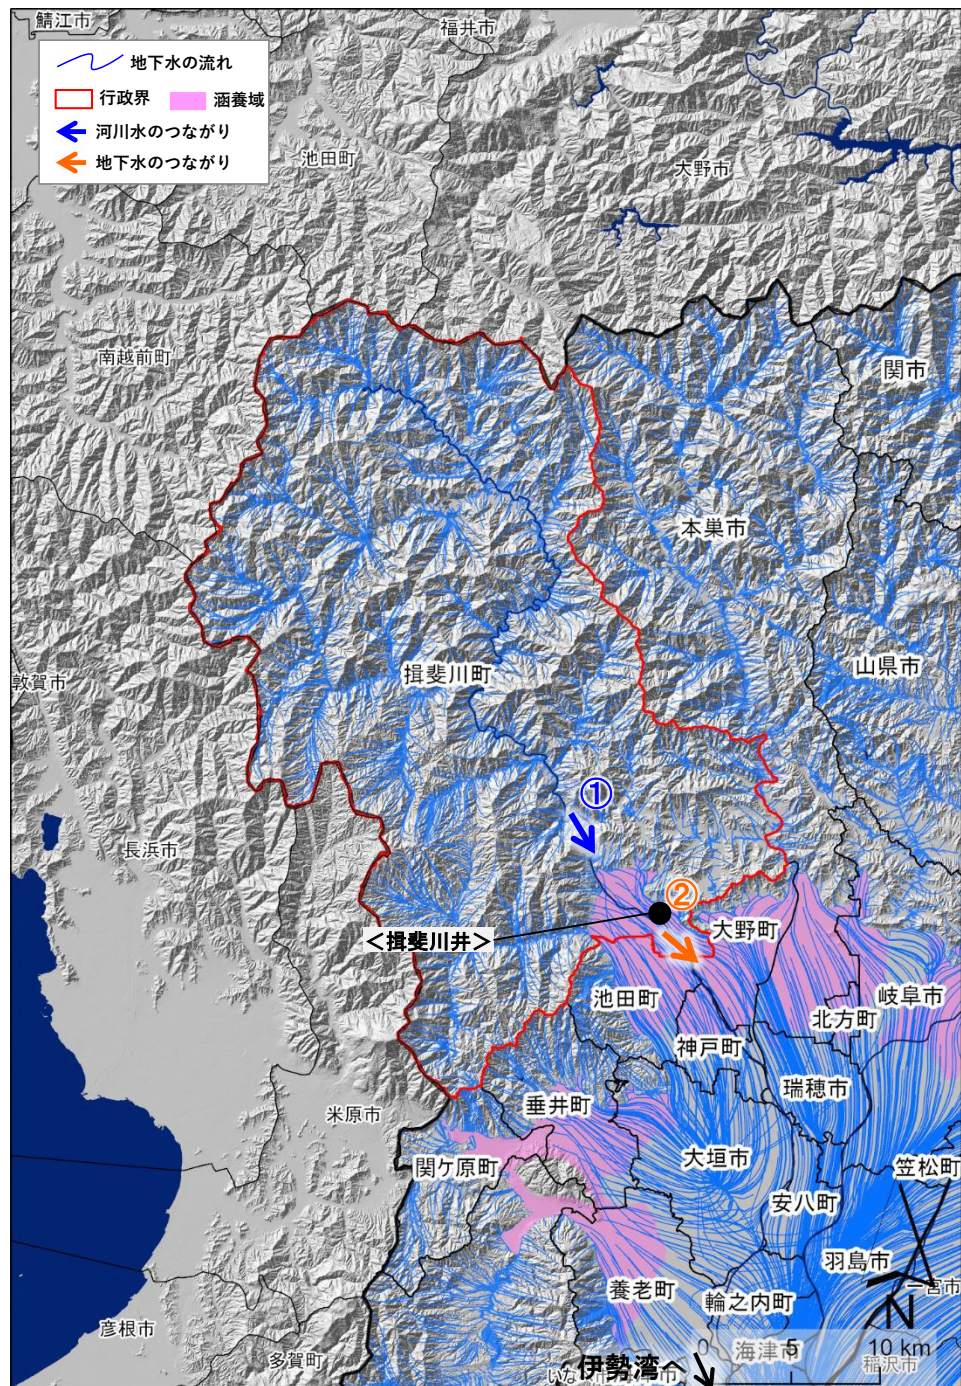 鯖江市
福井市
地下水の流れ
行政界
涵養域
河川水のつながり
地下水のつながり
池田町
大野市
南越前町
関市
本巣市
山県市
揖斐川町
敦賀市
①
長浜市
②
＜揖斐川井＞
大野町
池田町
岐阜市
北方町
神戸町
瑞穂市
垂井町
米原市
関ケ原町
大垣市
笠松町
安八町
羽島市
一宮市
養老町
輪之内町
N
彦根市
多賀町
0 5 10 km
海津市
稲沢市
伊勢湾へ